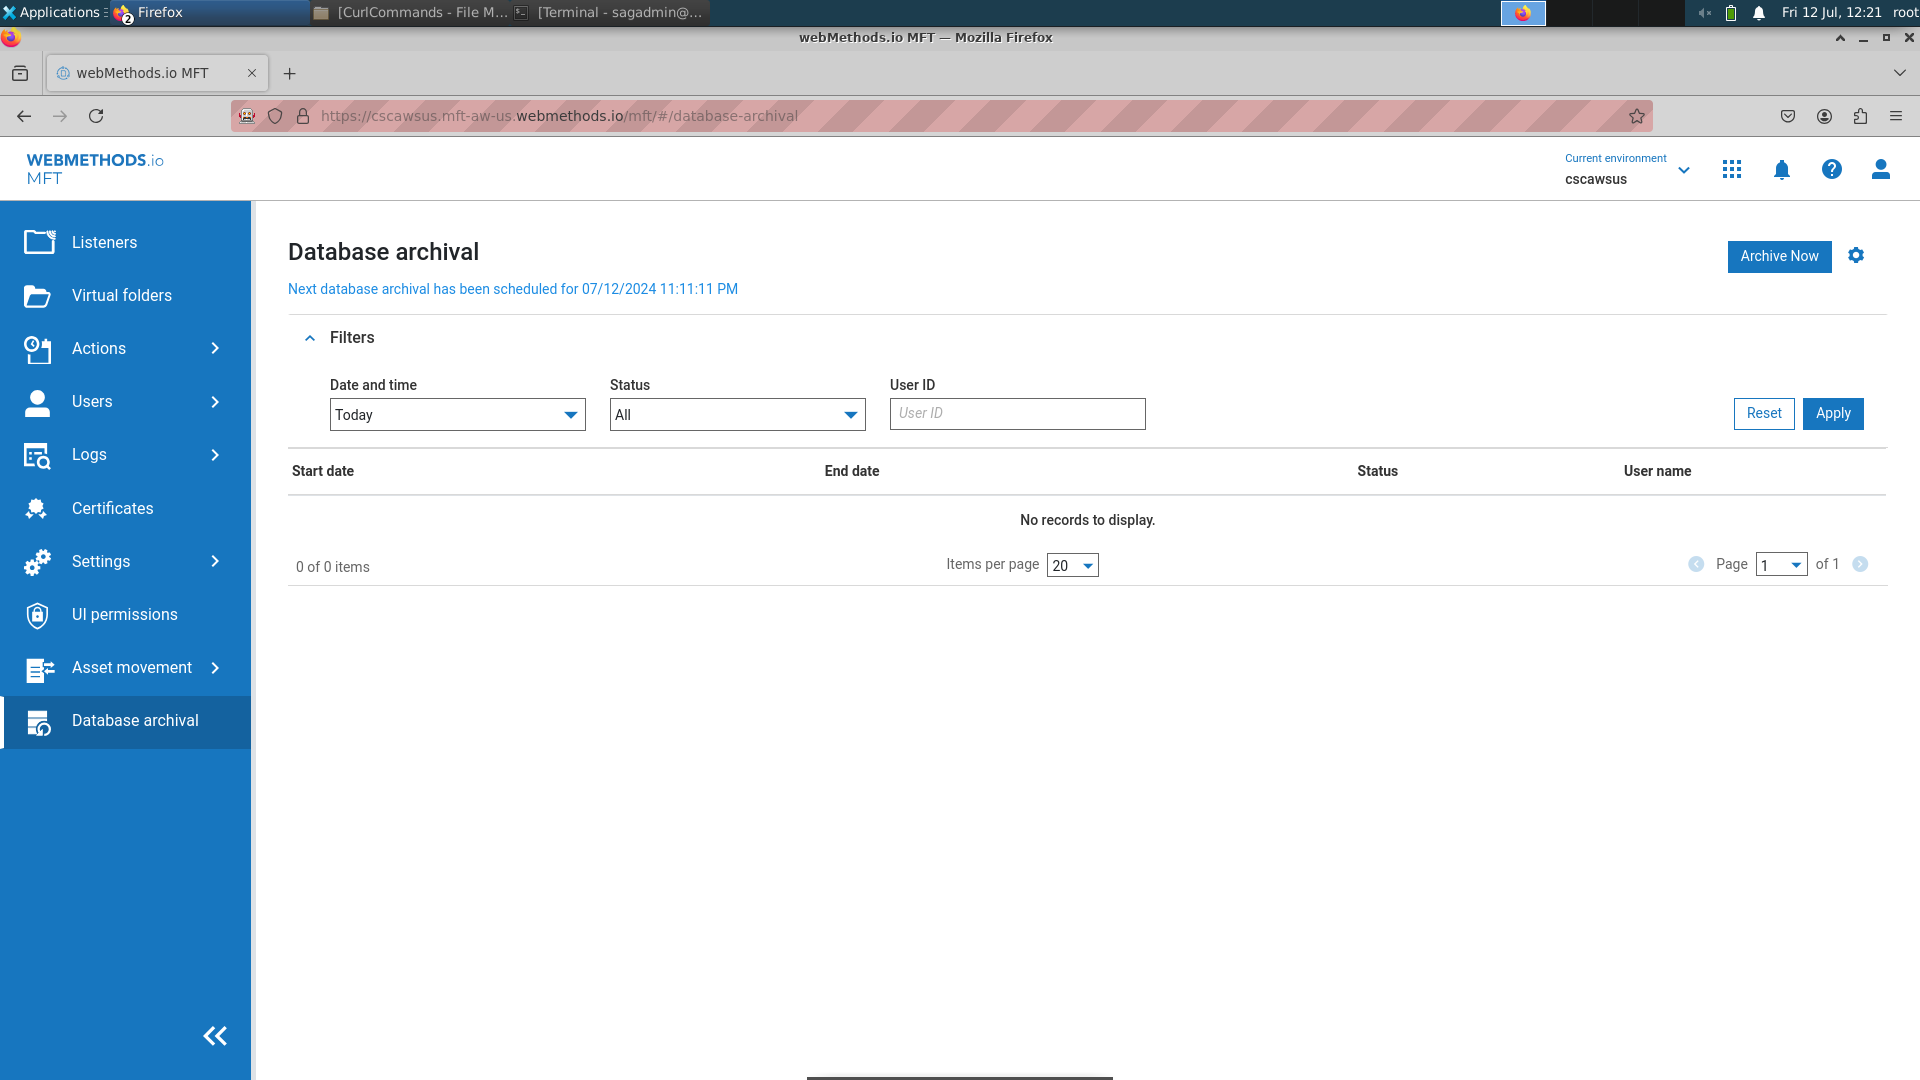 Applications
2
Firefox
[CurlCommands - File M...
[Terminal - sagadmin@...
Fri 12 Jul, 12:21
root
webMethods.io MFT — Mozilla Firefox
webMethods.io MFT
https://cscawsus.mft-aw-us.webmethods.io/mft/#/database-archival
WEBMETHODS.io
MFT
Current environment
cscawsus
Listeners
Virtual folders
Actions
Users
Logs
Certificates
Settings
UI permissions
Asset movement
Database archival
Database archival
Archive Now
Next database archival has been scheduled for 07/12/2024 11:11:11 PM
Filters
Date and time
Status
User ID
Today
All
User ID
Reset
Apply
Start date
End date
Status
User name
No records to display.
0 of 0 items
Items per page
20
Page
1
of 1